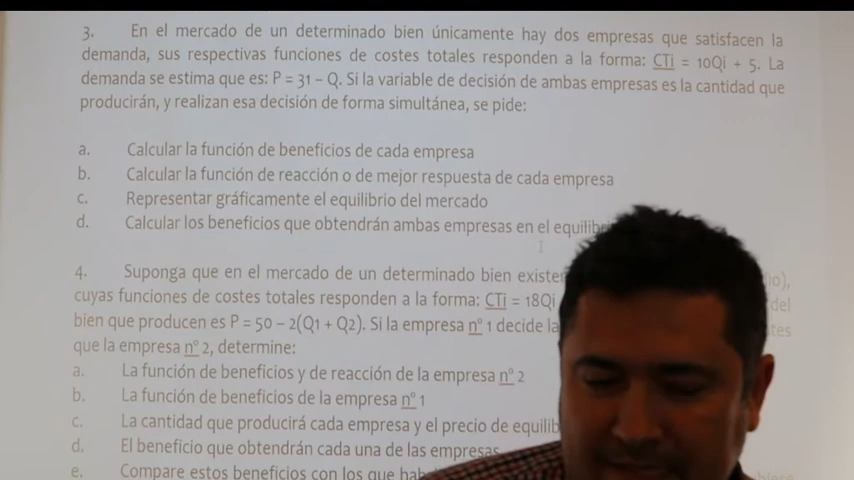 3. En el mercado de un determinado bien únicamente hay dos empresas que satisfacen la
demanda, sus respectivas funciones de costes totales responden a la forma: CTi = 10Qi + 5. La
demanda se estima que es: P = 31 – Q. Si la variable de decisión de ambas empresas es la cantidad que
producirán, y realizan esa decisión de forma simultánea, se pide:
a. Calcular la función de beneficios de cada empresa
b. Calcular la función de reacción o de mejor respuesta de cada empresa
c. Representar gráficamente el equilibrio del mercado
d. Calcular los beneficios que obtendrán ambas empresas en el
4. Suponga que en el mercado de un determinado bien
cuyas funciones de costes totales responden a la forma: CTi = 18Qi del
bien que producen es P = 50 – 2(Q1 + Q2). Si la empresa nº 1 decide
que la empresa nº 2, determine:
a. La función de beneficios y de reacción de la empresa nº 2
b. La función de beneficios de la empresa nº 1
c. La cantidad que producirá cada empresa y el precio de
d. El beneficio que obtendrán cada una de las empresas
e. Compare estos beneficios con los que